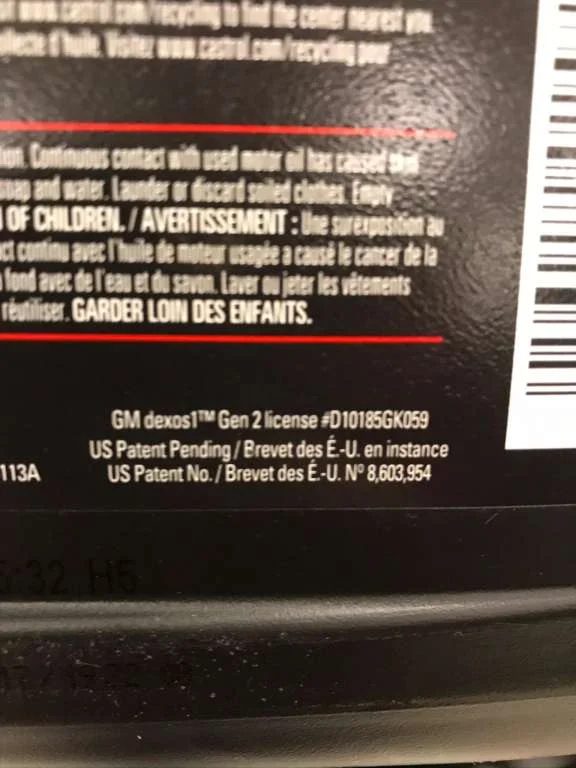 www.castrol.com/recycling to find the center nearest you.
d'huile. Visitez www.castrol.com/recycling pour
Continuous contact with used motor oil has caused skin
soap and water. Launder or discard soiled clothes. Empty
OF CHILDREN. / AVERTISSEMENT : Une surexposition au
continu avec l'huile de moteur usagée a causé le cancer de la
fond avec de l'eau et du savon. Laver ou jeter les vêtements
réutiliser. GARDER LOIN DES ENFANTS.
GM dexos1™ Gen 2 license #D10185GK059
US Patent Pending / Brevet des É.-U. en instance
113A US Patent No. / Brevet des É.-U. Nº 8,603,954
5:32 H5